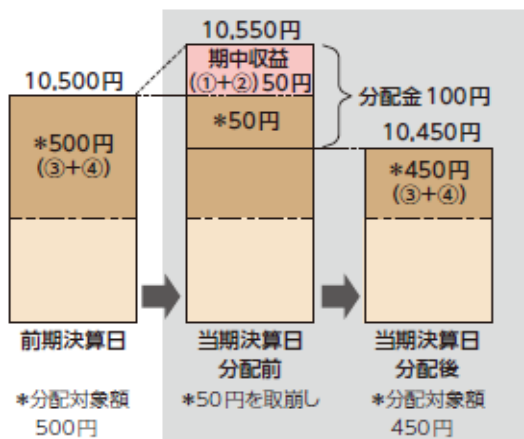 10,550円
期中収益
(①+②)50円
10,500円
分配金100円
*50円
10,450円
*500円
(③+④)
*450円
(③+④)
前期決算日
当期決算日
分配前
当期決算日
分配後
*分配対象額
500円
*50円を取崩し
*分配対象額
450円